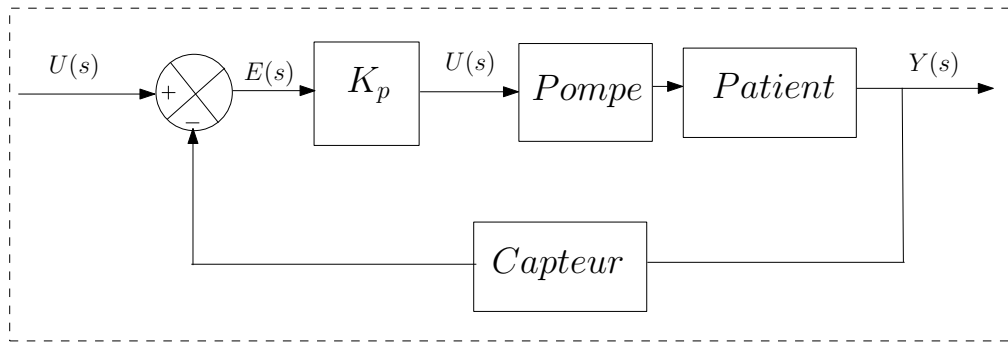 U(s)
+
−
E(s)
K_p
U(s)
Pompe
Patient
Y(s)
Capteur